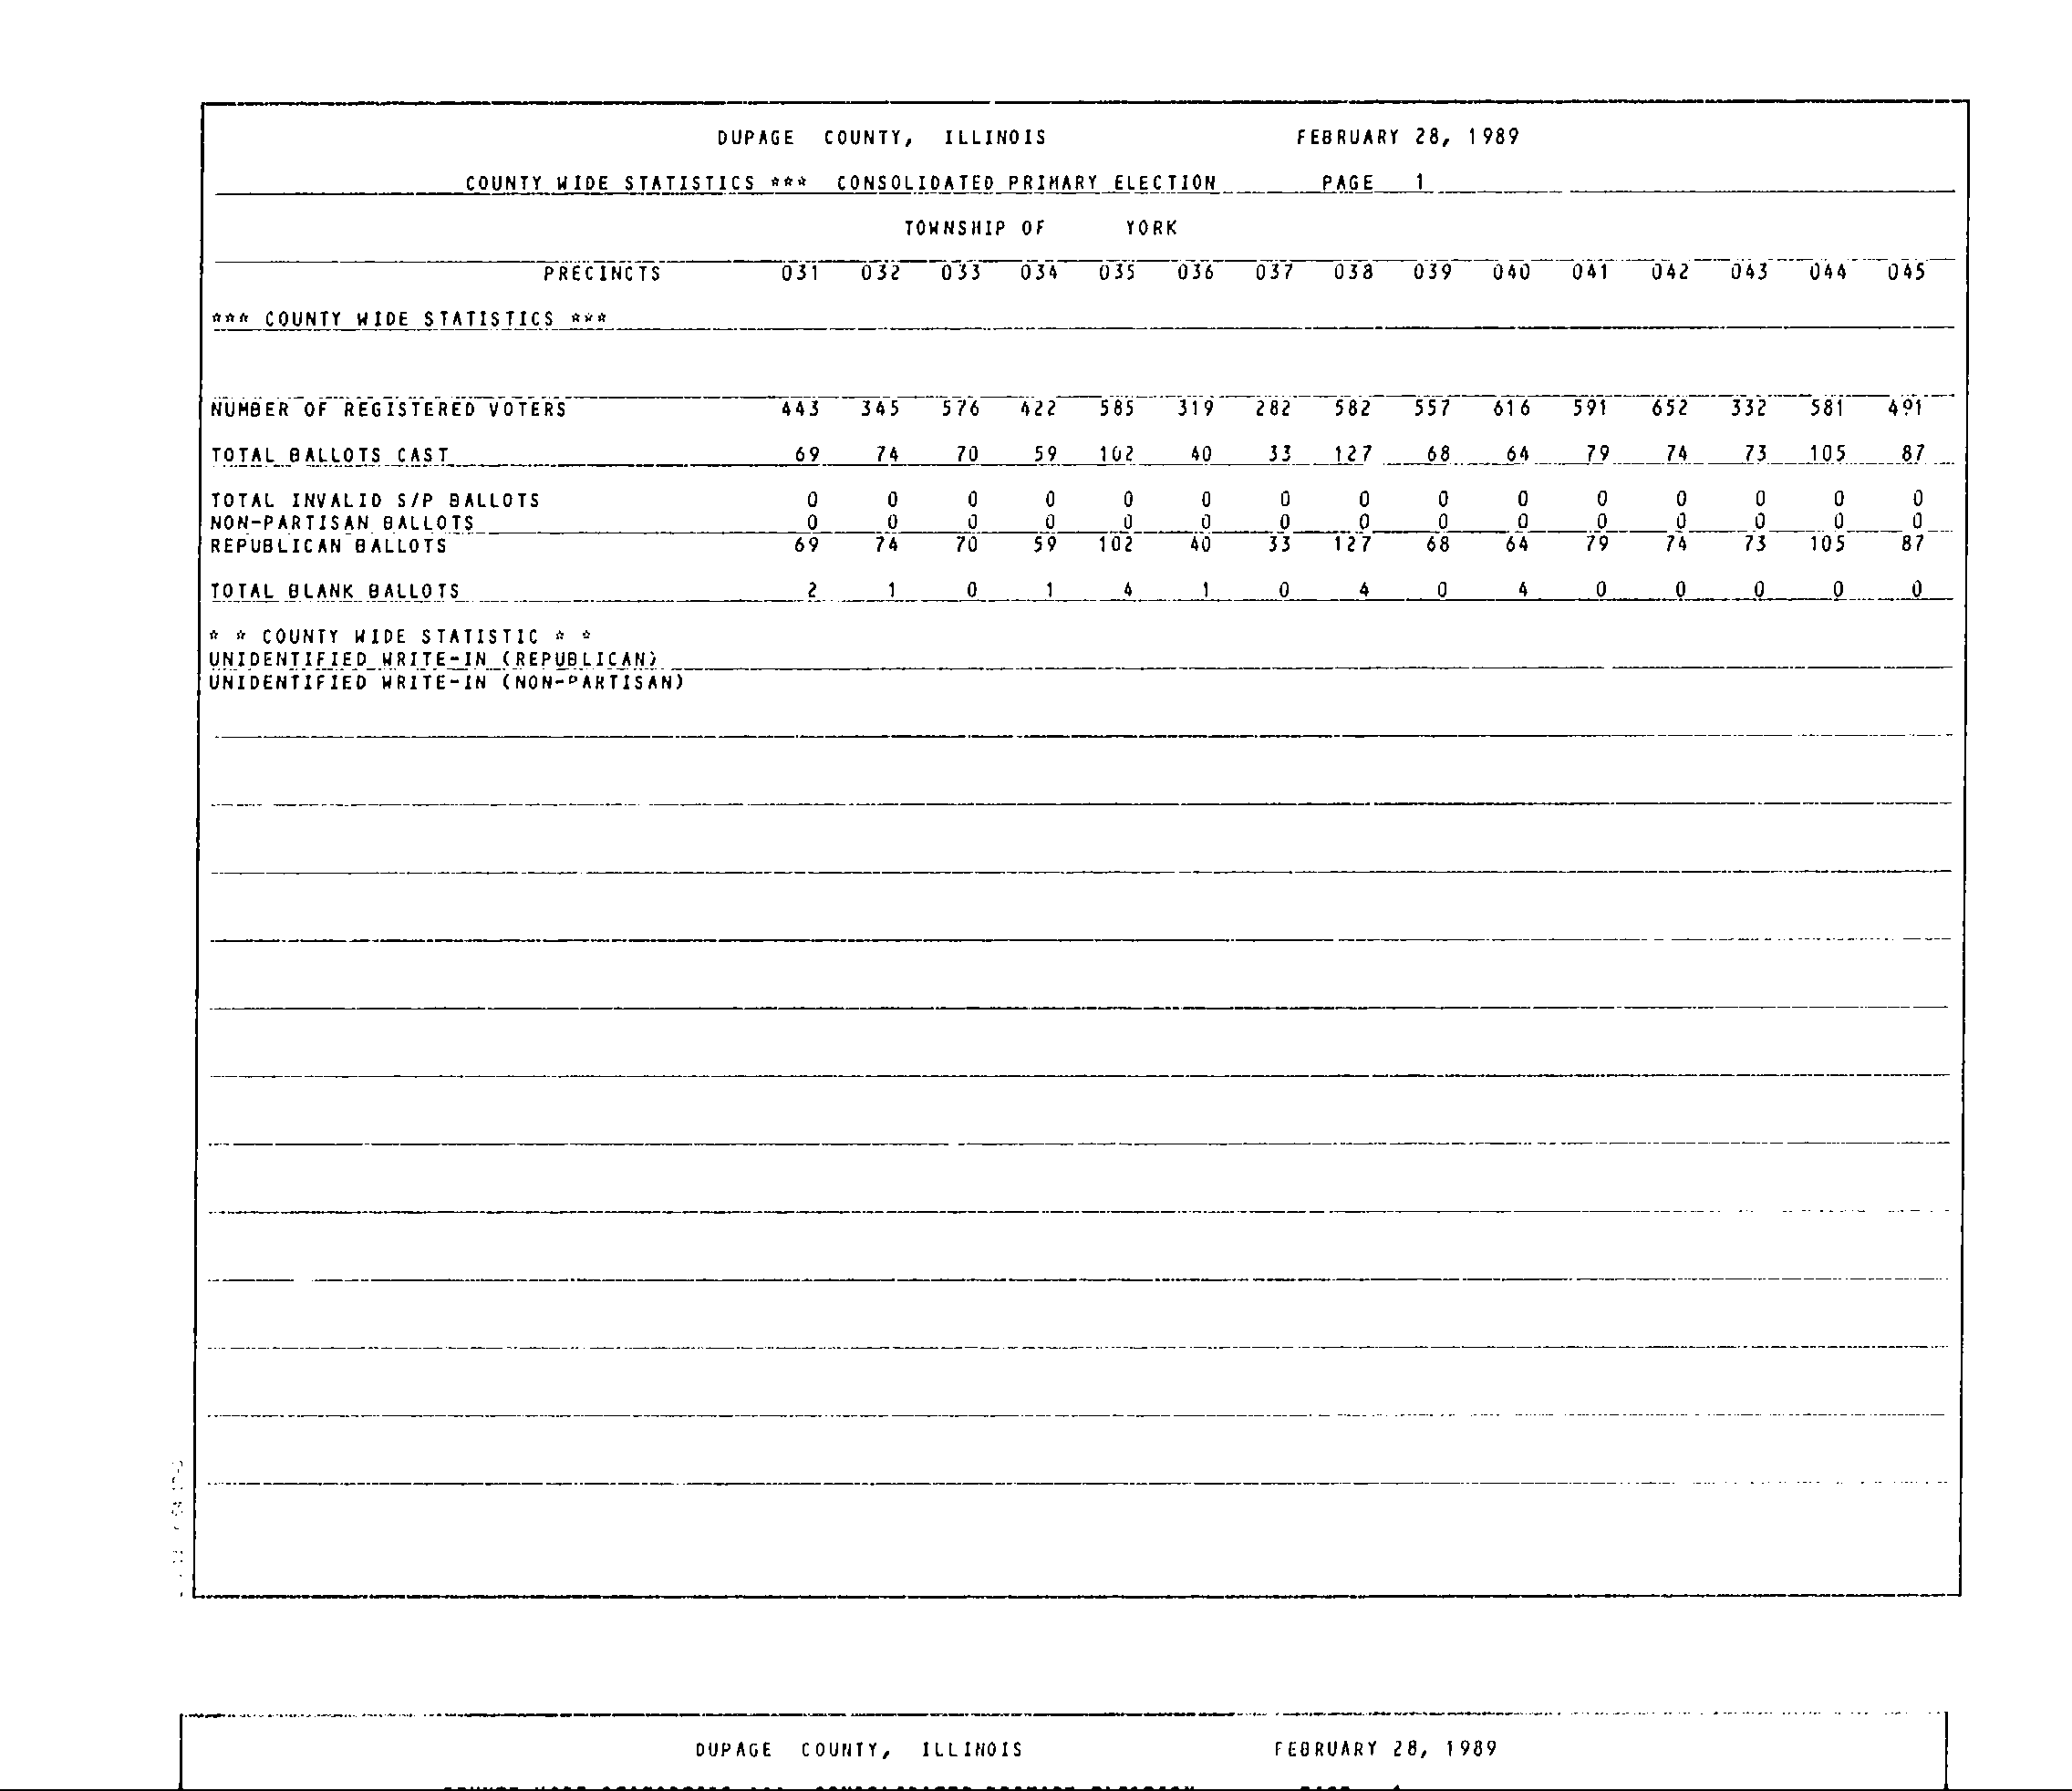 DUPAGE COUNTY, ILLINOIS FEBRUARY 28, 1989
COUNTY WIDE STATISTICS *** CONSOLIDATED PRIMARY ELECTION PAGE 1
TOWNSHIP OF YORK
PRECINCTS 031 032 033 034 035 036 037 038 039 040 041 042 043 044 045
*** COUNTY WIDE STATISTICS ***
NUMBER OF REGISTERED VOTERS 443 345 576 422 585 319 282 582 557 616 591 652 332 581 491
TOTAL BALLOTS CAST 69 74 70 59 102 40 33 127 68 64 79 74 73 105 87
TOTAL INVALID S/P BALLOTS 0 0 0 0 0 0 0 0 0 0 0 0 0 0 0
NON-PARTISAN BALLOTS 0 0 0 0 0 0 0 0 0 0 0 0 0 0 0
REPUBLICAN BALLOTS 69 74 70 59 102 40 33 127 68 64 79 74 73 105 87
TOTAL BLANK BALLOTS 2 1 0 1 4 1 0 4 0 4 0 0 0 0 0
* * COUNTY WIDE STATISTIC * *
UNIDENTIFIED WRITE-IN (REPUBLICAN)
UNIDENTIFIED WRITE-IN (NON-PARTISAN)
DUPAGE COUNTY, ILLINOIS FEBRUARY 28, 1989